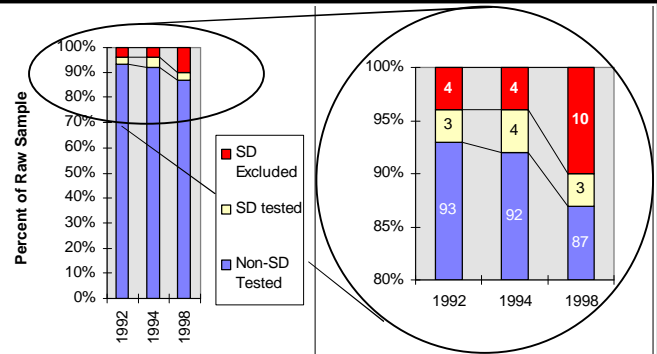 Percent of Raw Sample
100%
90%
80%
70%
60%
50%
40%
30%
20%
10%
0%
1992
1994
1998
SD
Excluded
SD tested
Non-SD
Tested
100%
95%
90%
85%
80%
4 4 10
3 4 3
93 92 87
1992 1994 1998